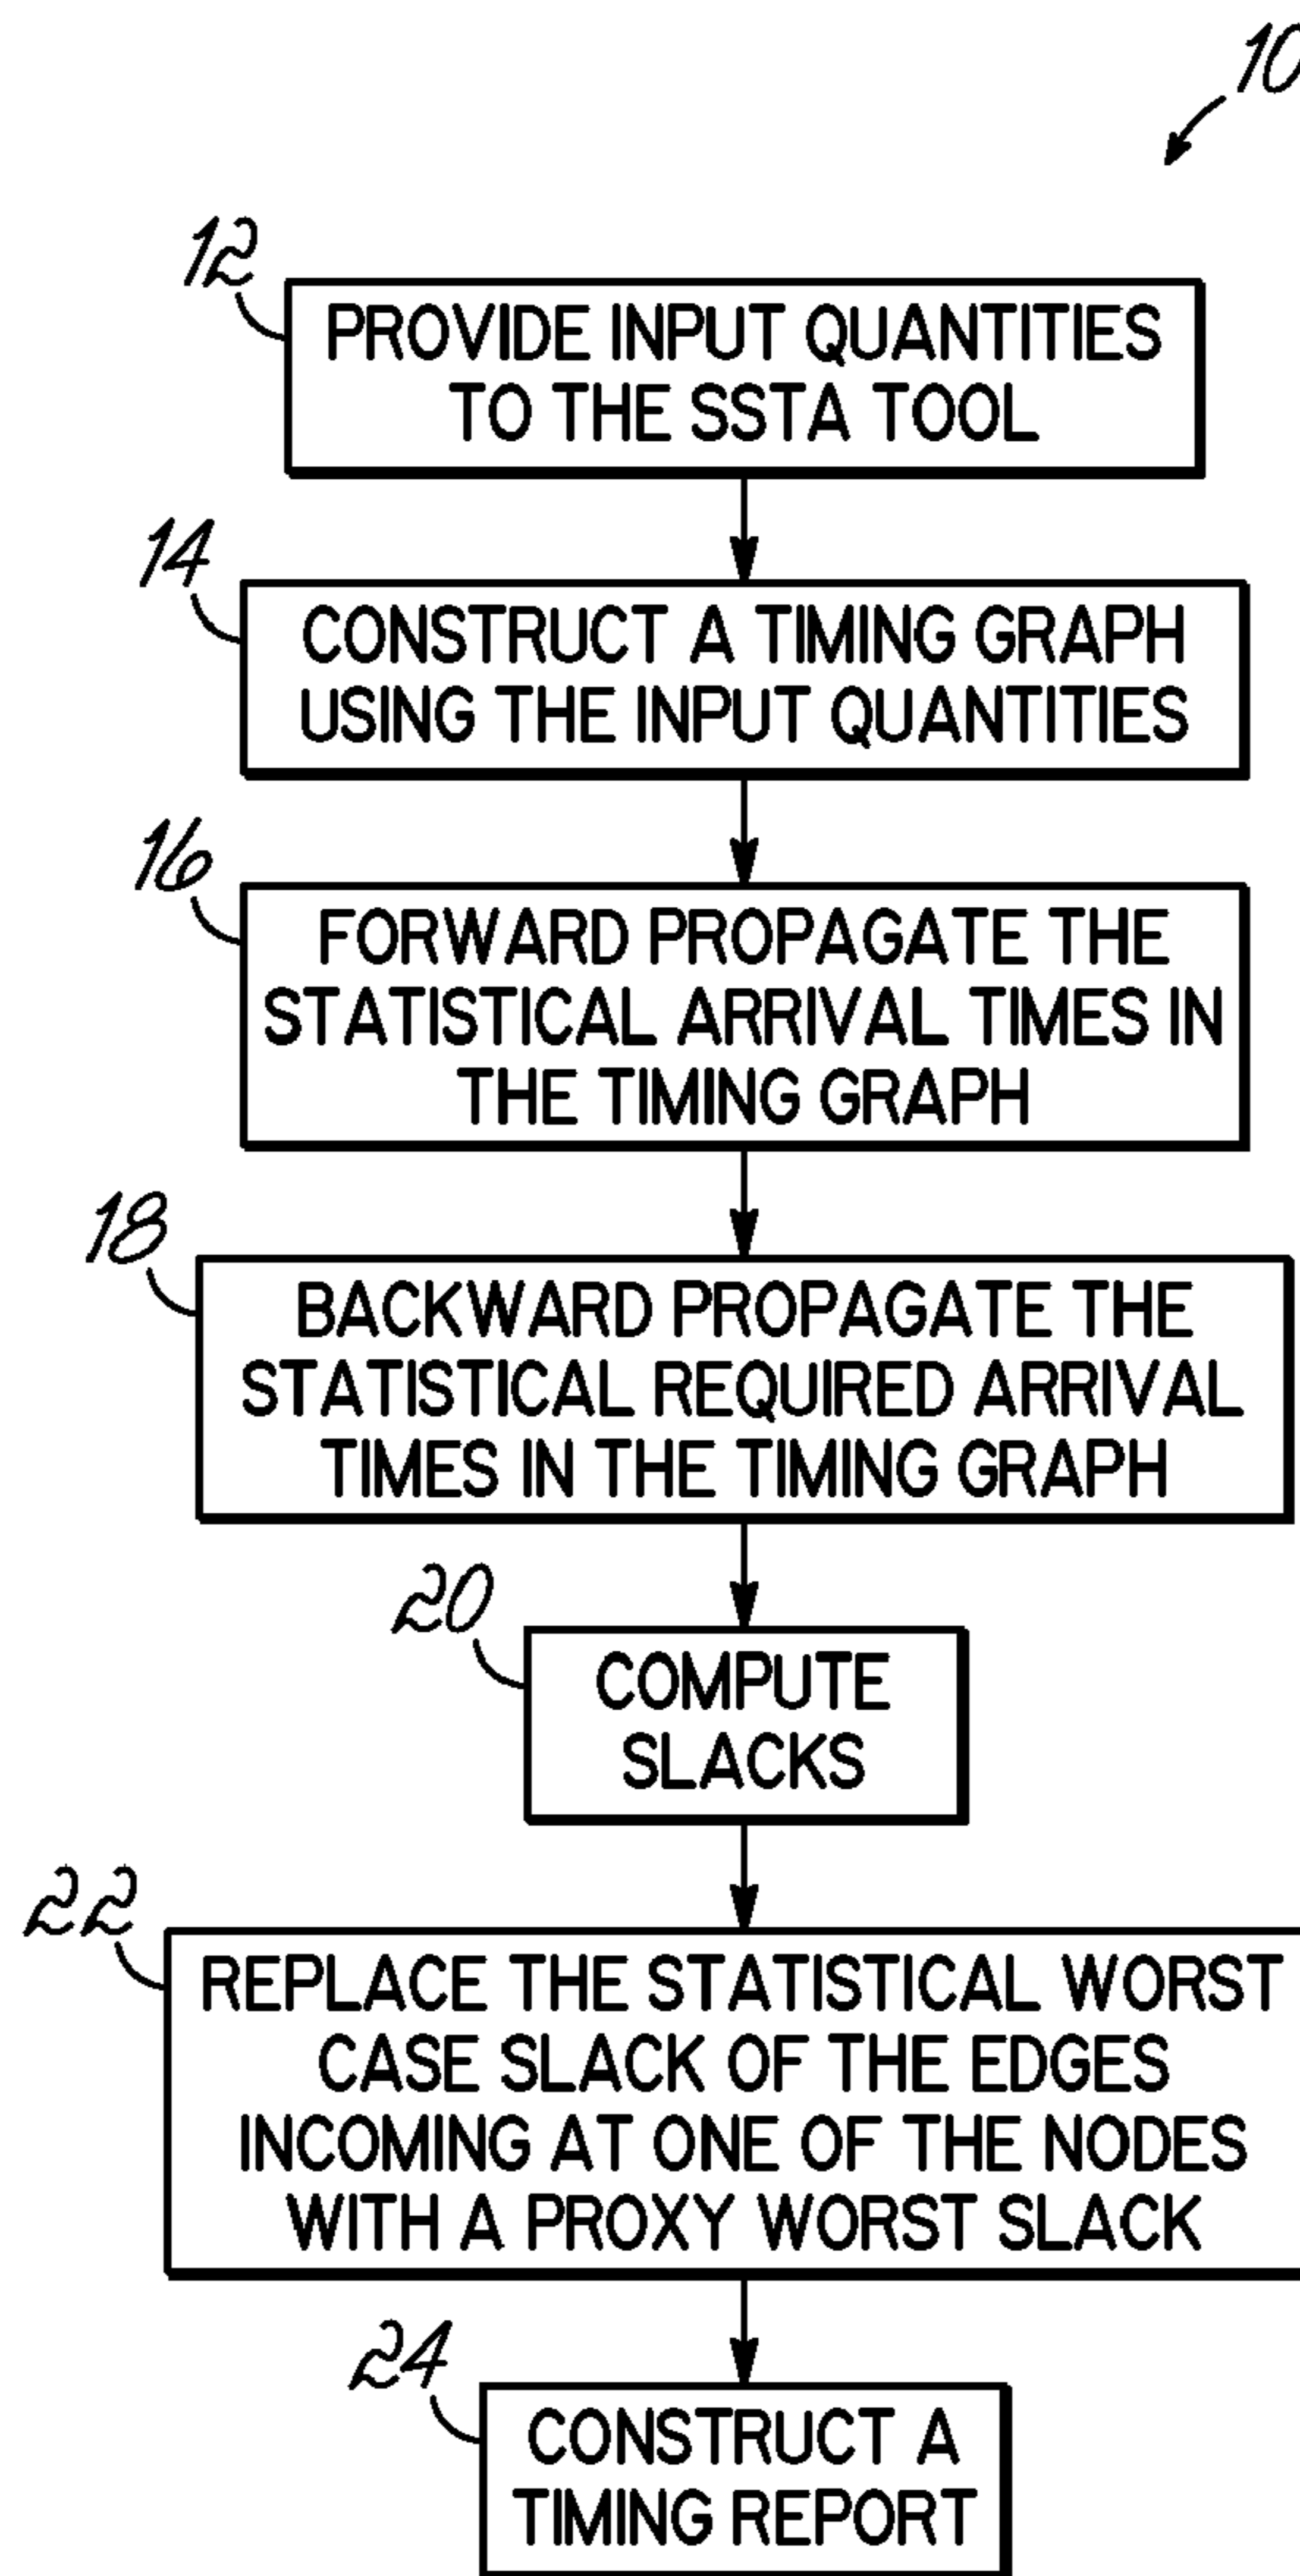 10
12
PROVIDE INPUT QUANTITIES
TO THE SSTA TOOL
14
CONSTRUCT A TIMING GRAPH
USING THE INPUT QUANTITIES
16
FORWARD PROPAGATE THE
STATISTICAL ARRIVAL TIMES IN
THE TIMING GRAPH
18
BACKWARD PROPAGATE THE
STATISTICAL REQUIRED ARRIVAL
TIMES IN THE TIMING GRAPH
20
COMPUTE
SLACKS
22
REPLACE THE STATISTICAL WORST
CASE SLACK OF THE EDGES
INCOMING AT ONE OF THE NODES
WITH A PROXY WORST SLACK
24
CONSTRUCT A
TIMING REPORT